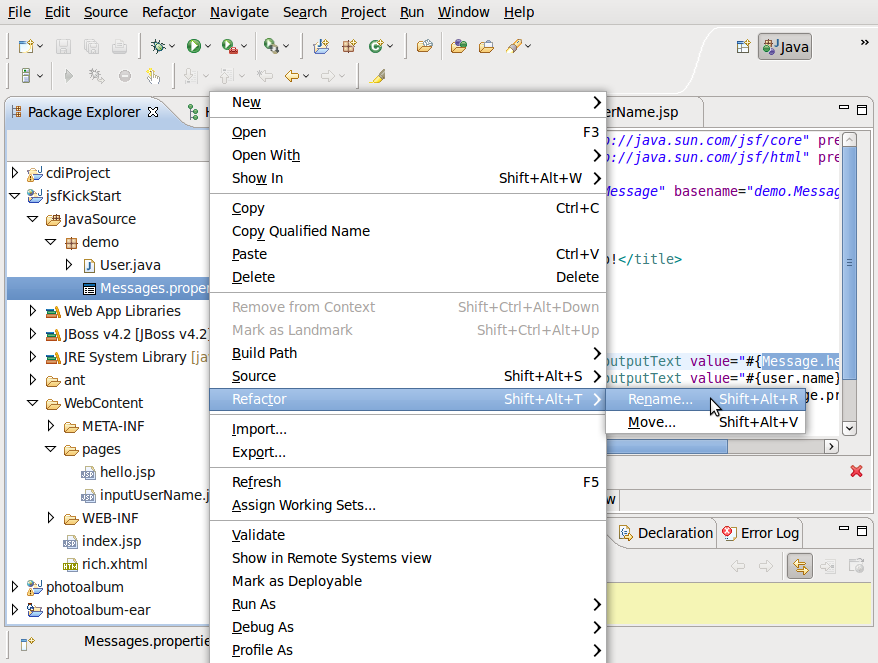 File Edit Source Refactor Navigate Search Project Run Window Help
Java
»
Package Explorer
erName.jsp
cdiProject
jsfKickStart
JavaSource
demo
User.java
Messages.proper
Web App Libraries
JBoss v4.2 [JBoss v4.2]
JRE System Library [ja
ant
WebContent
META-INF
pages
hello.jsp
inputUserName.j
WEB-INF
index.jsp
rich.xhtml
photoalbum
photoalbum-ear
Messages.propertie
New
Open F3
Open With
Show In Shift+Alt+W
Copy Ctrl+C
Copy Qualified Name
Paste Ctrl+V
Delete Delete
Remove from Context Shift+Ctrl+Alt+Down
Mark as Landmark Shift+Ctrl+Alt+Up
Build Path
Source Shift+Alt+S
Refactor Shift+Alt+T
Import...
Export...
Refresh F5
Assign Working Sets...
Validate
Show in Remote Systems view
Mark as Deployable
Run As
Debug As
Profile As
Rename... Shift+Alt+R
Move... Shift+Alt+V
://java.sun.com/jsf/core" pre
://java.sun.com/jsf/html" pre
Message" basename="demo.Messag
!</title>
outputText value="#{Message.he
outputText value="#{user.name}
ge.pr
w
Declaration
Error Log